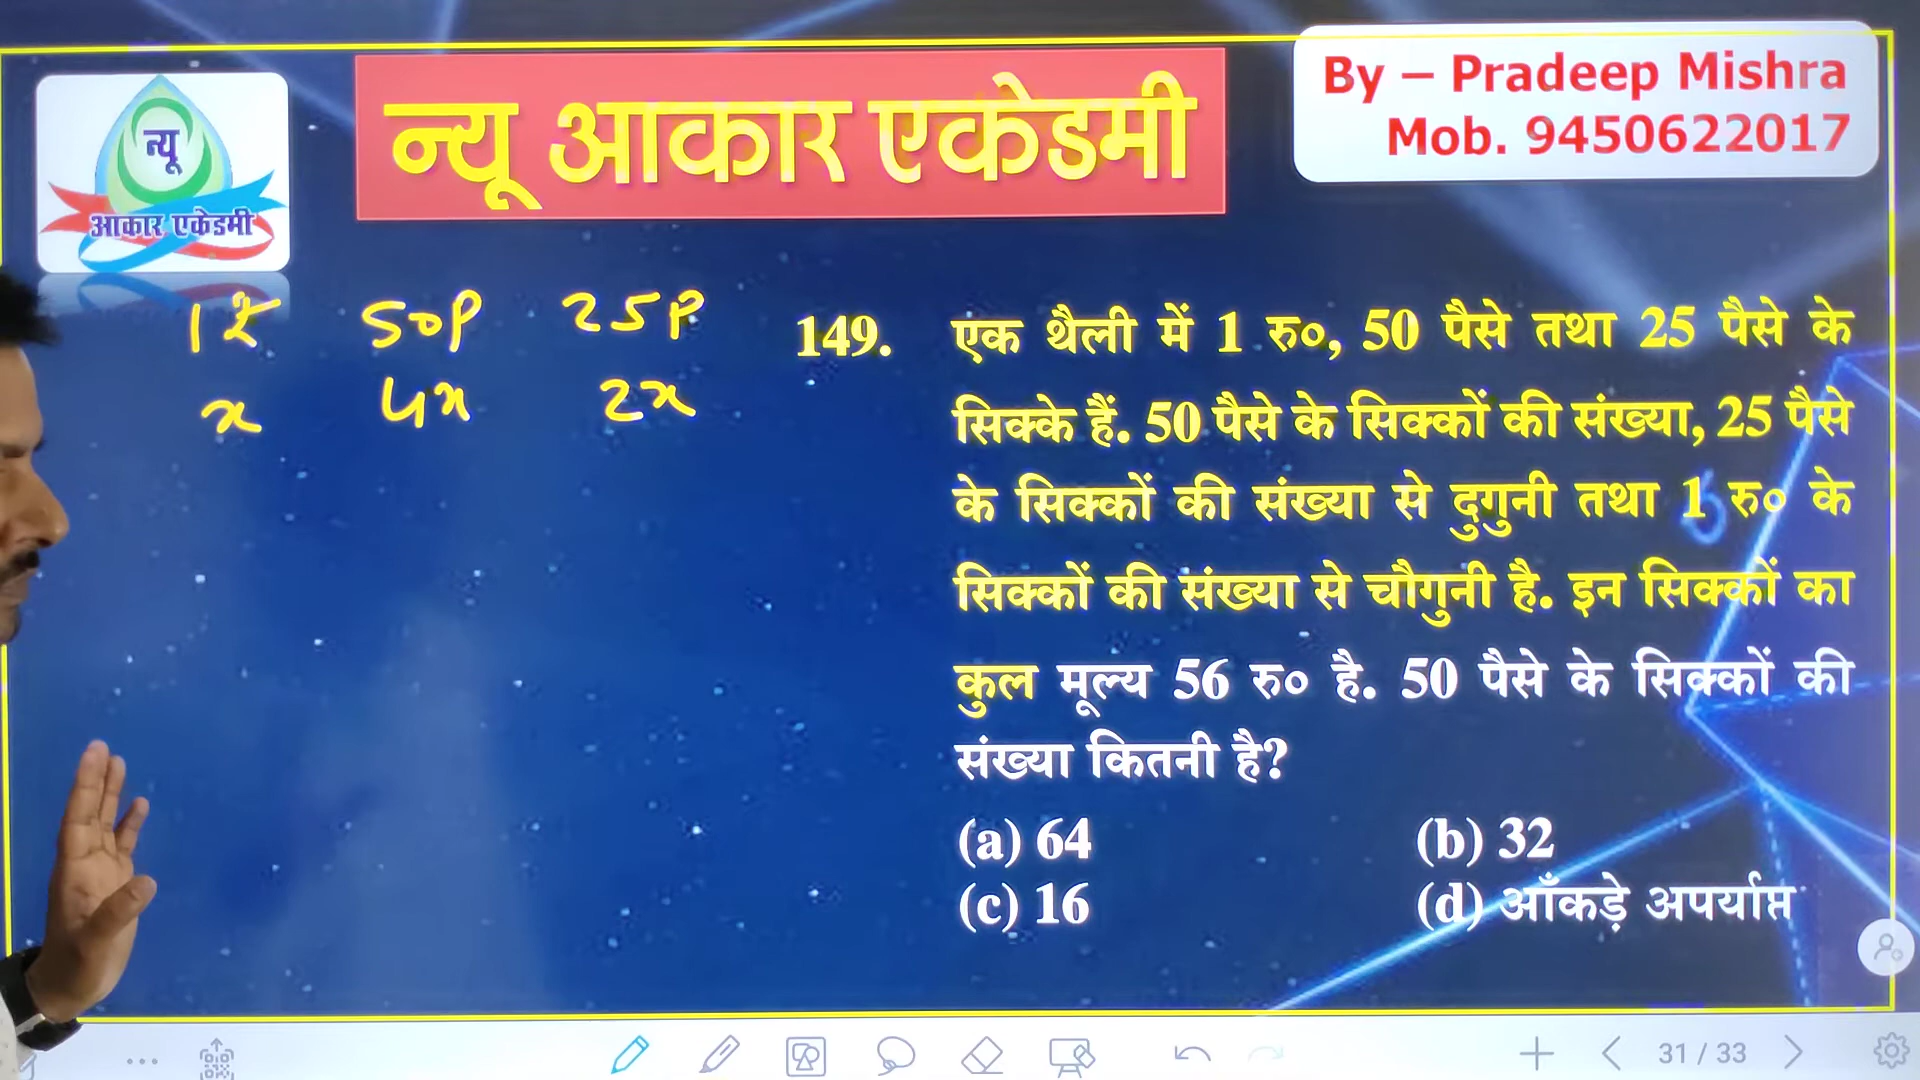 न्यू
आकार एकेडमी
न्यू आकार एकेडमी
By – Pradeep Mishra
Mob. 9450622017
1₹ 50P 25P
x 4x 2x
149. एक थैली में 1 रु०, 50 पैसे तथा 25 पैसे के
सिक्के हैं. 50 पैसे के सिक्कों की संख्या, 25 पैसे
के सिक्कों की संख्या से दुगुनी तथा 1 रु० के
सिक्कों की संख्या से चौगुनी है. इन सिक्कों का
कुल मूल्य 56 रु० है. 50 पैसे के सिक्कों की
संख्या कितनी है?
(a) 64 (b) 32
(c) 16 (d) आँकड़े अपर्याप्त
31 / 33